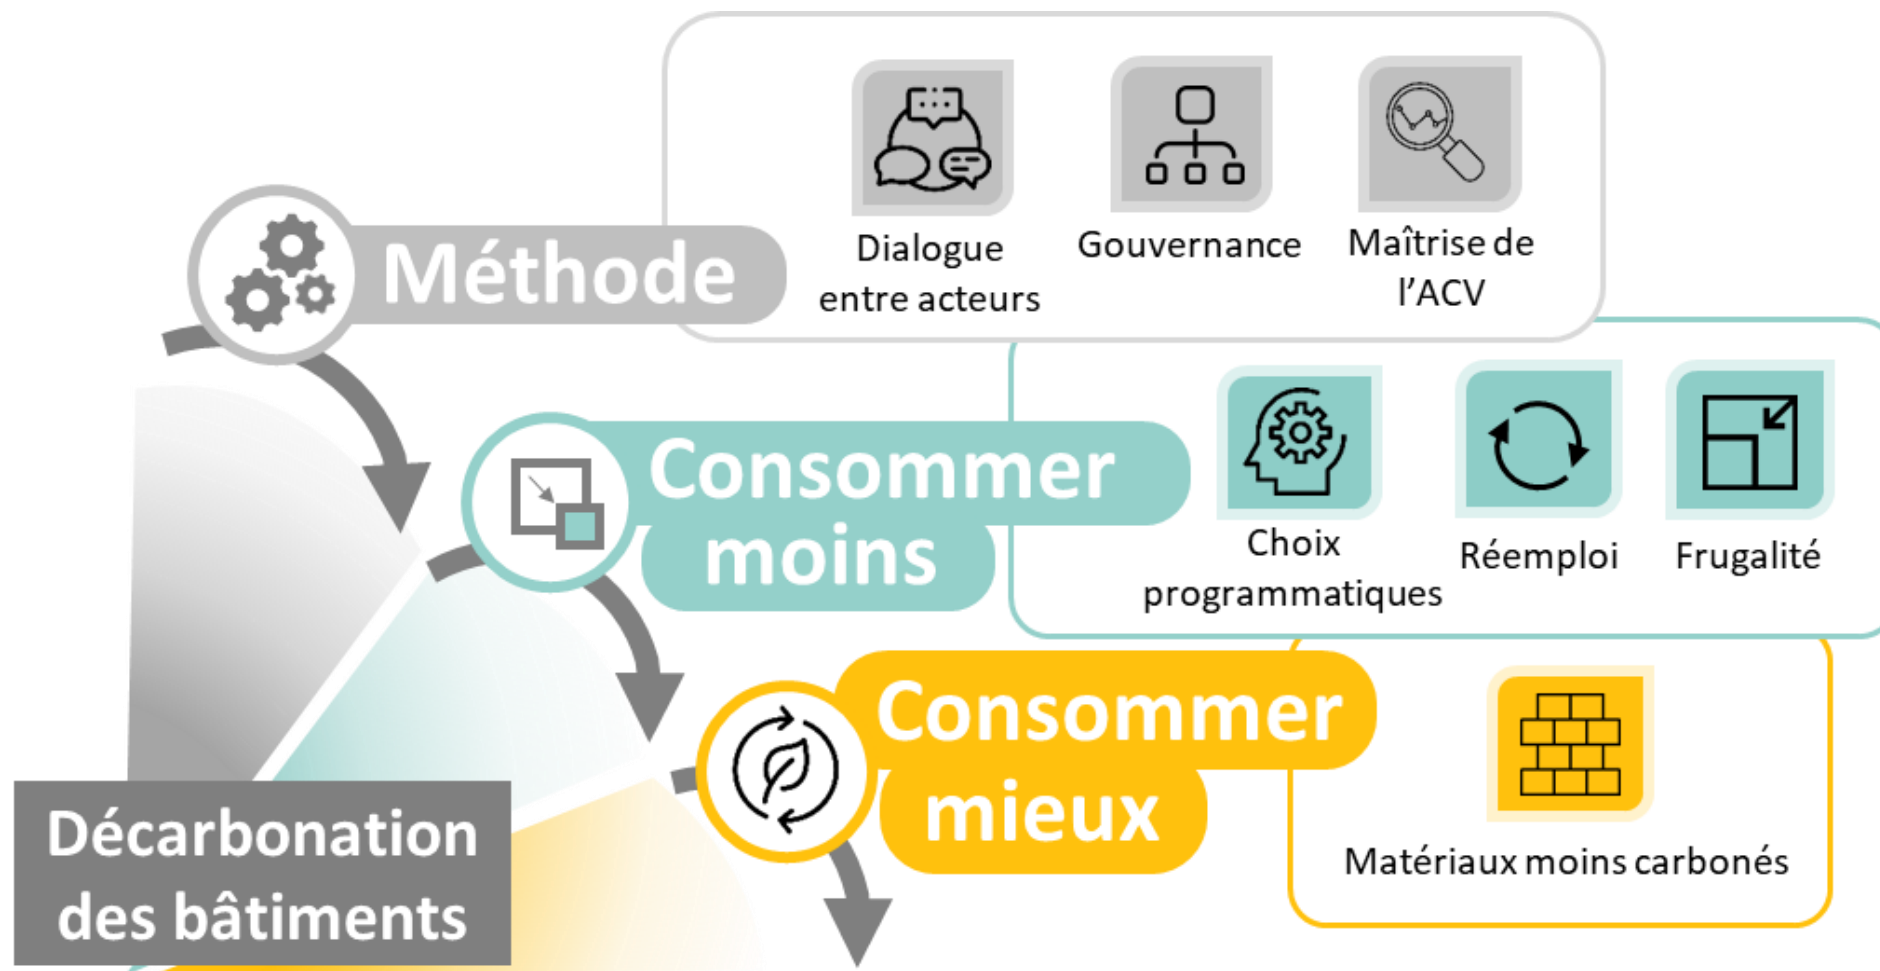 Méthode
Dialogue
entre acteurs
Gouvernance
Maîtrise de
l’ACV
Consommer
moins
Choix
programmatiques
Réemploi
Frugalité
Consommer
mieux
Matériaux moins carbonés
Décarbonation
des bâtiments